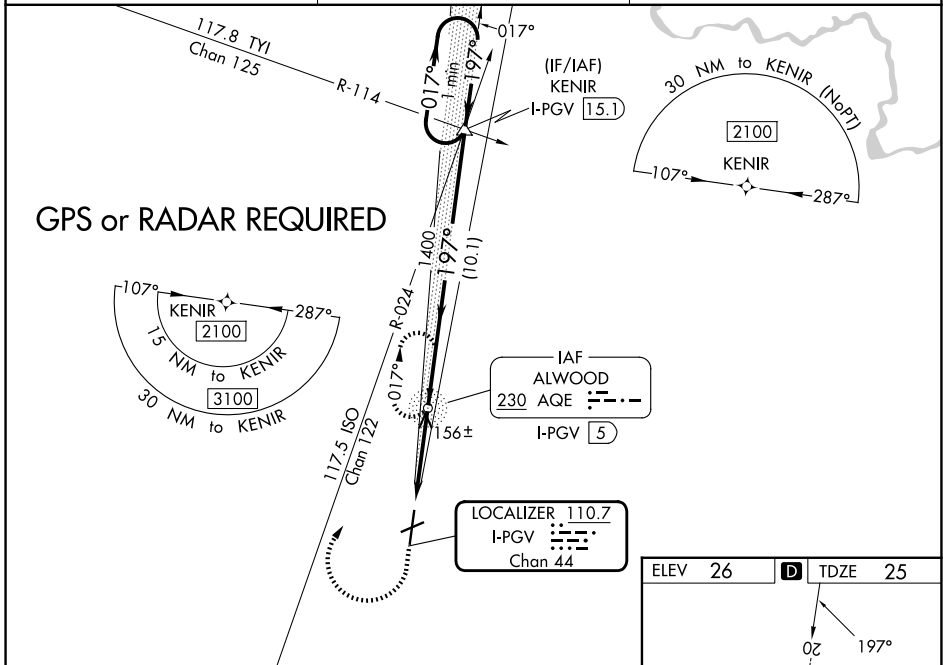 117.8 TYI
Chan 125
R-114
017°
1 min
197°
017°
(IF/IAF)
KENIR
I-PGV 15.1
30 NM to KENIR (NoPT)
2100
KENIR
107°
287°
GPS or RADAR REQUIRED
107°
KENIR
287°
2100
15 NM to KENIR
3100
30 NM to KENIR
R-024
1400
197°
(10.1)
017°
117.5 ISO
Chan 122
156±
IAF
ALWOOD
230 AQE
I-PGV 5
LOCALIZER 110.7
I-PGV
Chan 44
ELEV 26 D TDZE 25
20
197°